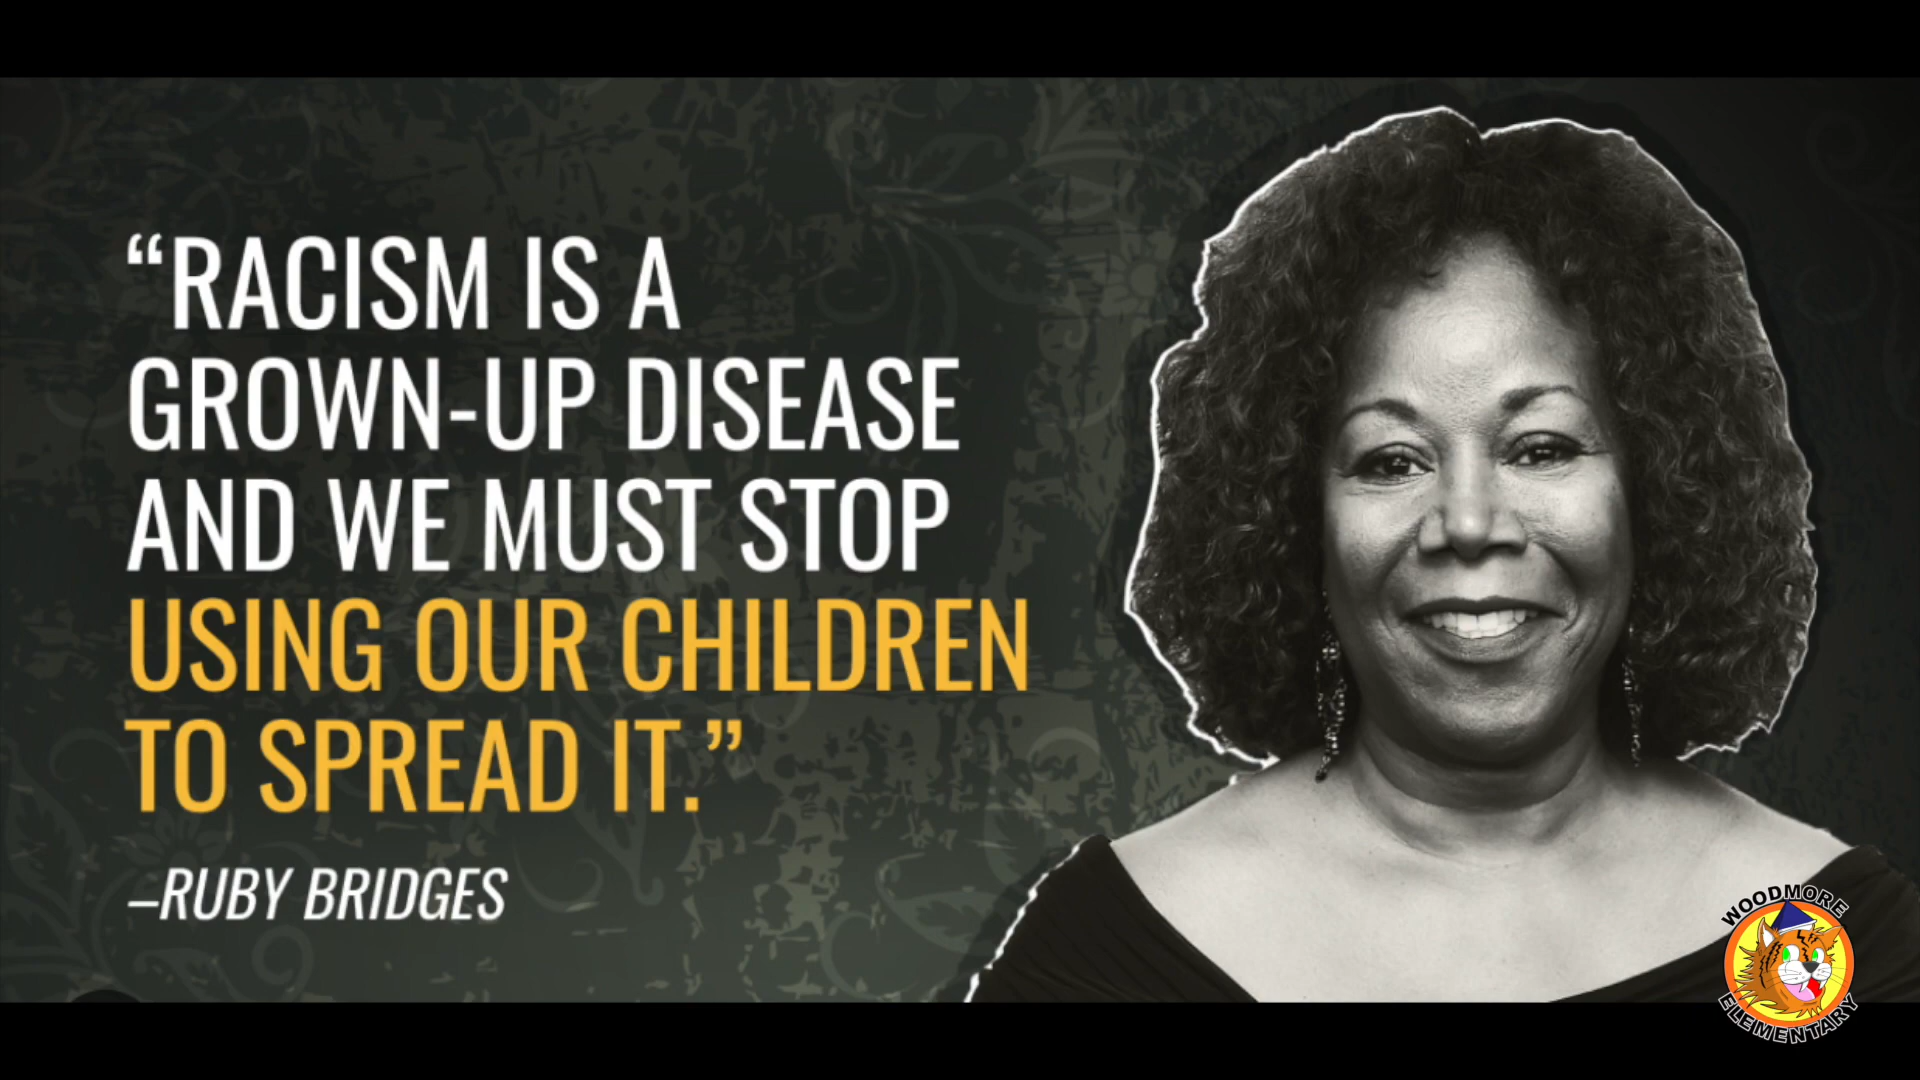 “RACISM IS A
GROWN-UP DISEASE
AND WE MUST STOP
USING OUR CHILDREN
TO SPREAD IT.”
–RUBY BRIDGES
WOODMORE
ELEMENTARY